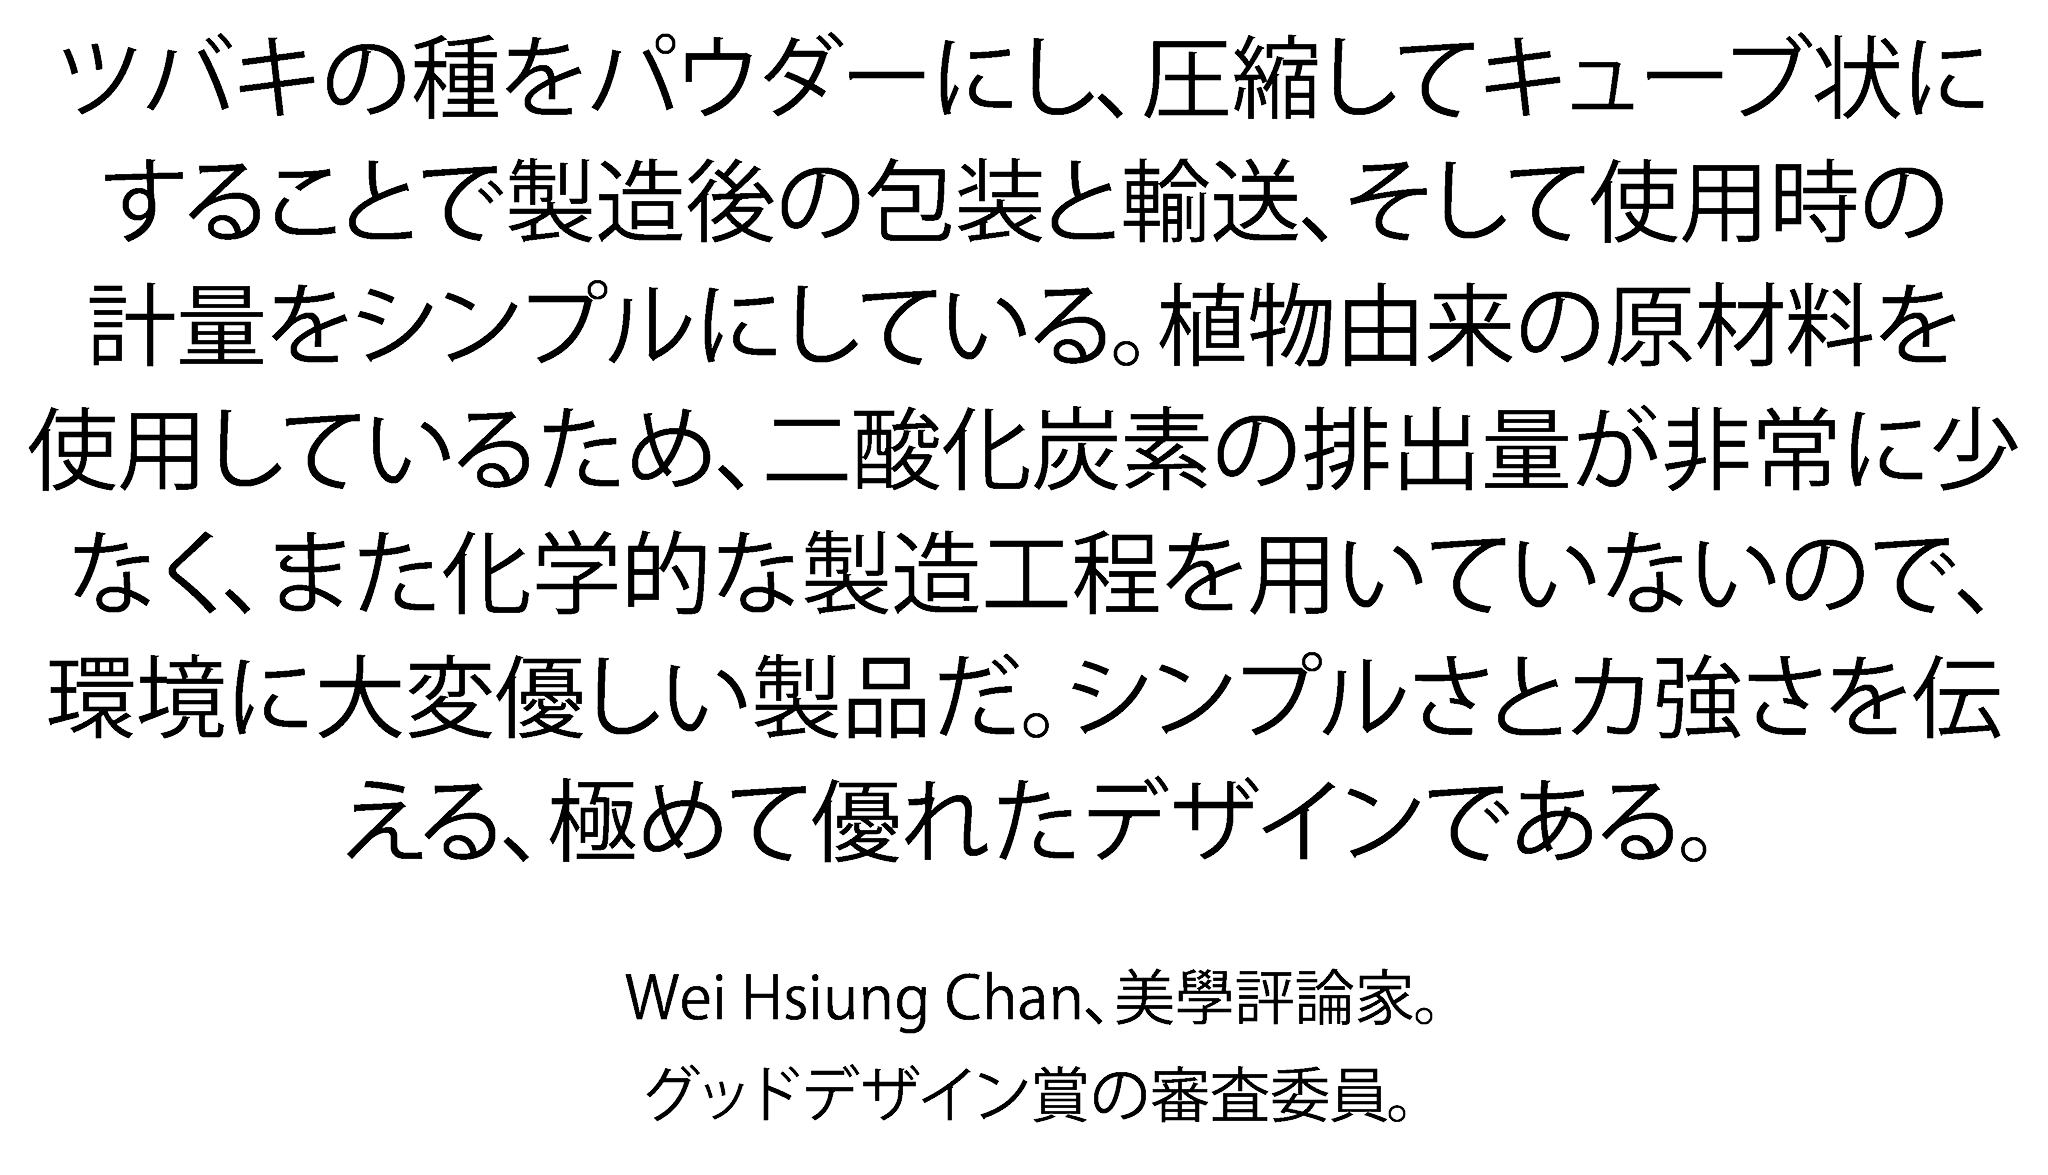 ツバキの種をパウダーにし、圧縮してキューブ状に
することで製造後の包装と輸送、そして使用時の
計量をシンプルにしている。植物由来の原材料を
使用しているため、二酸化炭素の排出量が非常に少
なく、また化学的な製造工程を用いていないので、
環境に大変優しい製品だ。シンプルさと力強さを伝
える、極めて優れたデザインである。
Wei Hsiung Chan、美學評論家。
グッドデザイン賞の審査委員。